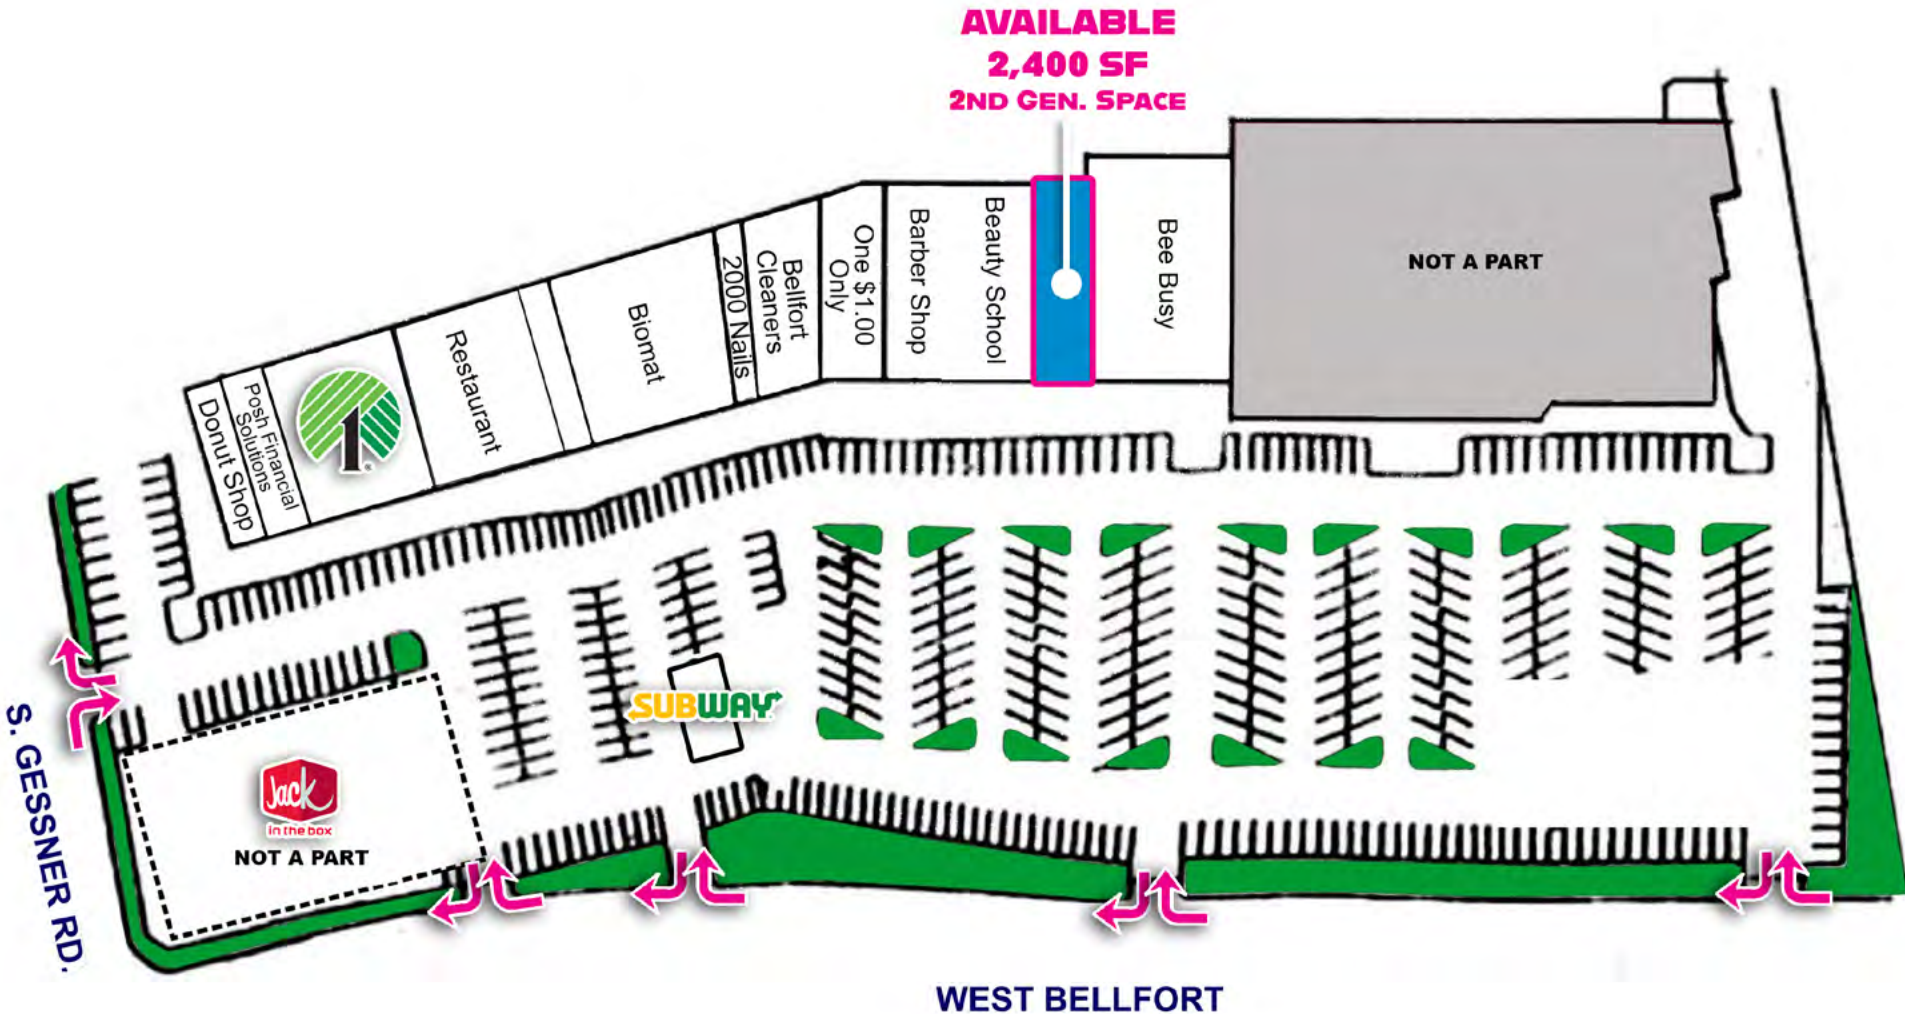 AVAILABLE
2,400 SF
2ND GEN. SPACE
Donut Shop
Posh Financial
Solutions
1
Restaurant
Biomat
2000 Nails
Bellfort
Cleaners
One $1.00
Only
Barber Shop
Beauty School
Bee Busy
NOT A PART
SUBWAY
Jack
in the box
NOT A PART
S. GESSNER RD.
WEST BELLFORT